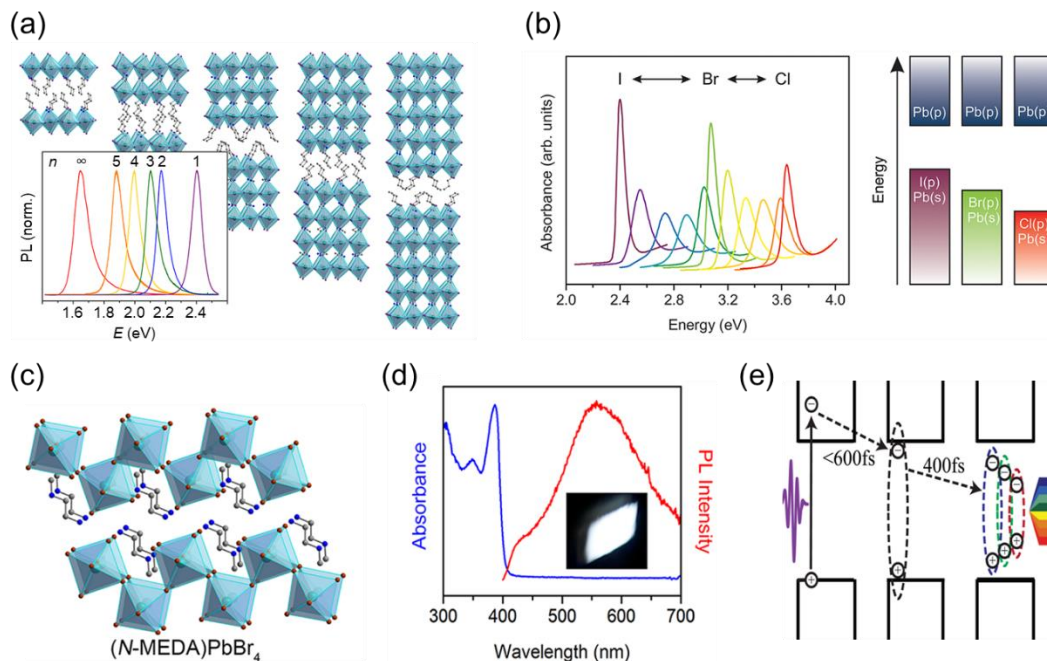 (a)
n ∞ 5 4 3 2 1
PL (norm.)
1.6 1.8 2.0 2.2 2.4
E (eV)
(b)
I Br Cl
Absorbance (arb. units)
2.0 2.4 2.8 3.2 3.6 4.0
Energy (eV)
Energy
Pb(p) Pb(p) Pb(p)
I(p)
Pb(s)
Br(p)
Pb(s)
Cl(p)
Pb(s)
(c)
(N-MEDA)PbBr₄
(d)
Absorbance
PL Intensity
300 400 500 600 700
Wavelength (nm)
(e)
<600fs
400fs
− − − − −
+ + + + +